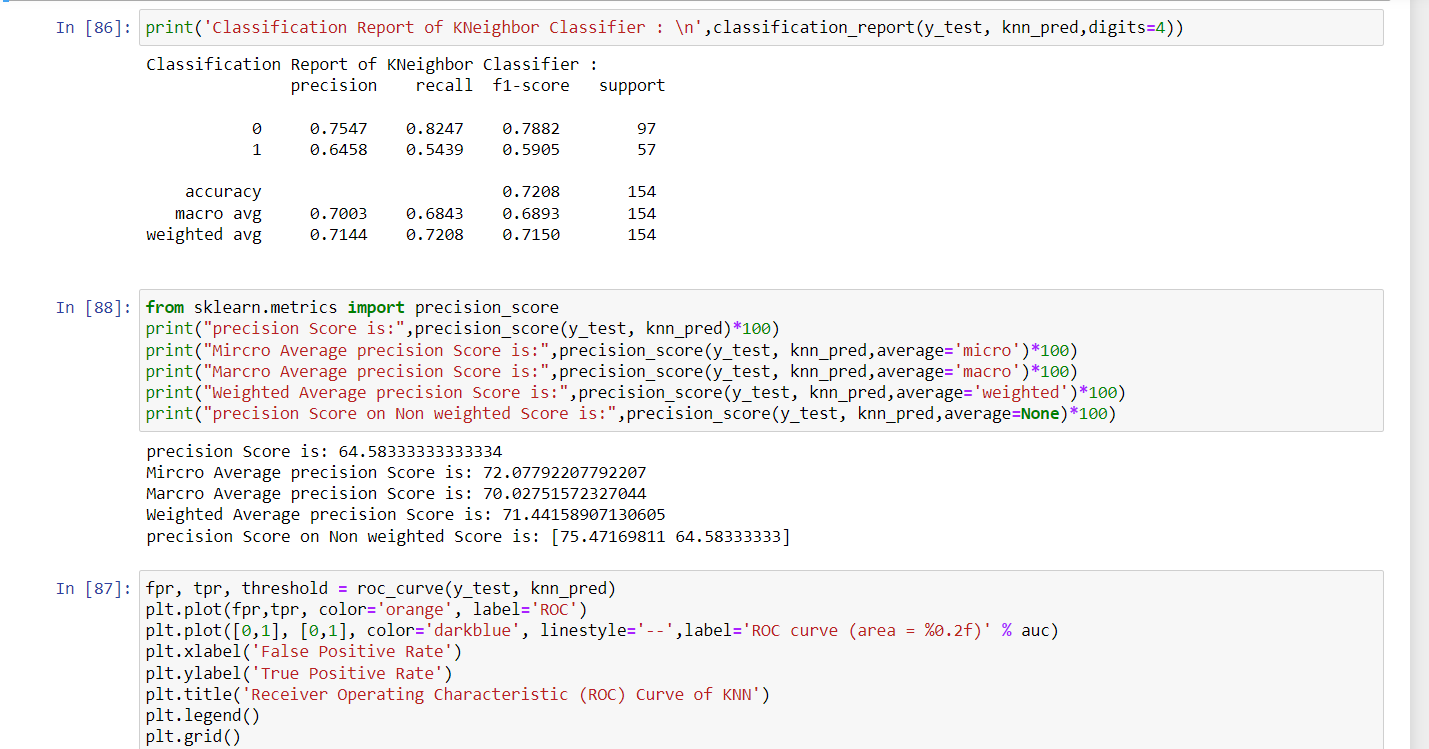 In [86]: print('Classification Report of KNeighbor Classifier : \n',classification_report(y_test, knn_pred,digits=4))
Classification Report of KNeighbor Classifier :
precision recall f1-score support
0 0.7547 0.8247 0.7882 97
1 0.6458 0.5439 0.5905 57
accuracy 0.7208 154
macro avg 0.7003 0.6843 0.6893 154
weighted avg 0.7144 0.7208 0.7150 154
In [88]: from sklearn.metrics import precision_score
print("precision Score is:",precision_score(y_test, knn_pred)*100)
print("Mircro Average precision Score is:",precision_score(y_test, knn_pred,average='micro')*100)
print("Marcro Average precision Score is:",precision_score(y_test, knn_pred,average='macro')*100)
print("Weighted Average precision Score is:",precision_score(y_test, knn_pred,average='weighted')*100)
print("precision Score on Non weighted Score is:",precision_score(y_test, knn_pred,average=None)*100)
precision Score is: 64.58333333333334
Mircro Average precision Score is: 72.07792207792207
Marcro Average precision Score is: 70.02751572327044
Weighted Average precision Score is: 71.44158907130605
precision Score on Non weighted Score is: [75.47169811 64.58333333]
In [87]: fpr, tpr, threshold = roc_curve(y_test, knn_pred)
plt.plot(fpr,tpr, color='orange', label='ROC')
plt.plot([0,1], [0,1], color='darkblue', linestyle='--',label='ROC curve (area = %0.2f)' % auc)
plt.xlabel('False Positive Rate')
plt.ylabel('True Positive Rate')
plt.title('Receiver Operating Characteristic (ROC) Curve of KNN')
plt.legend()
plt.grid()